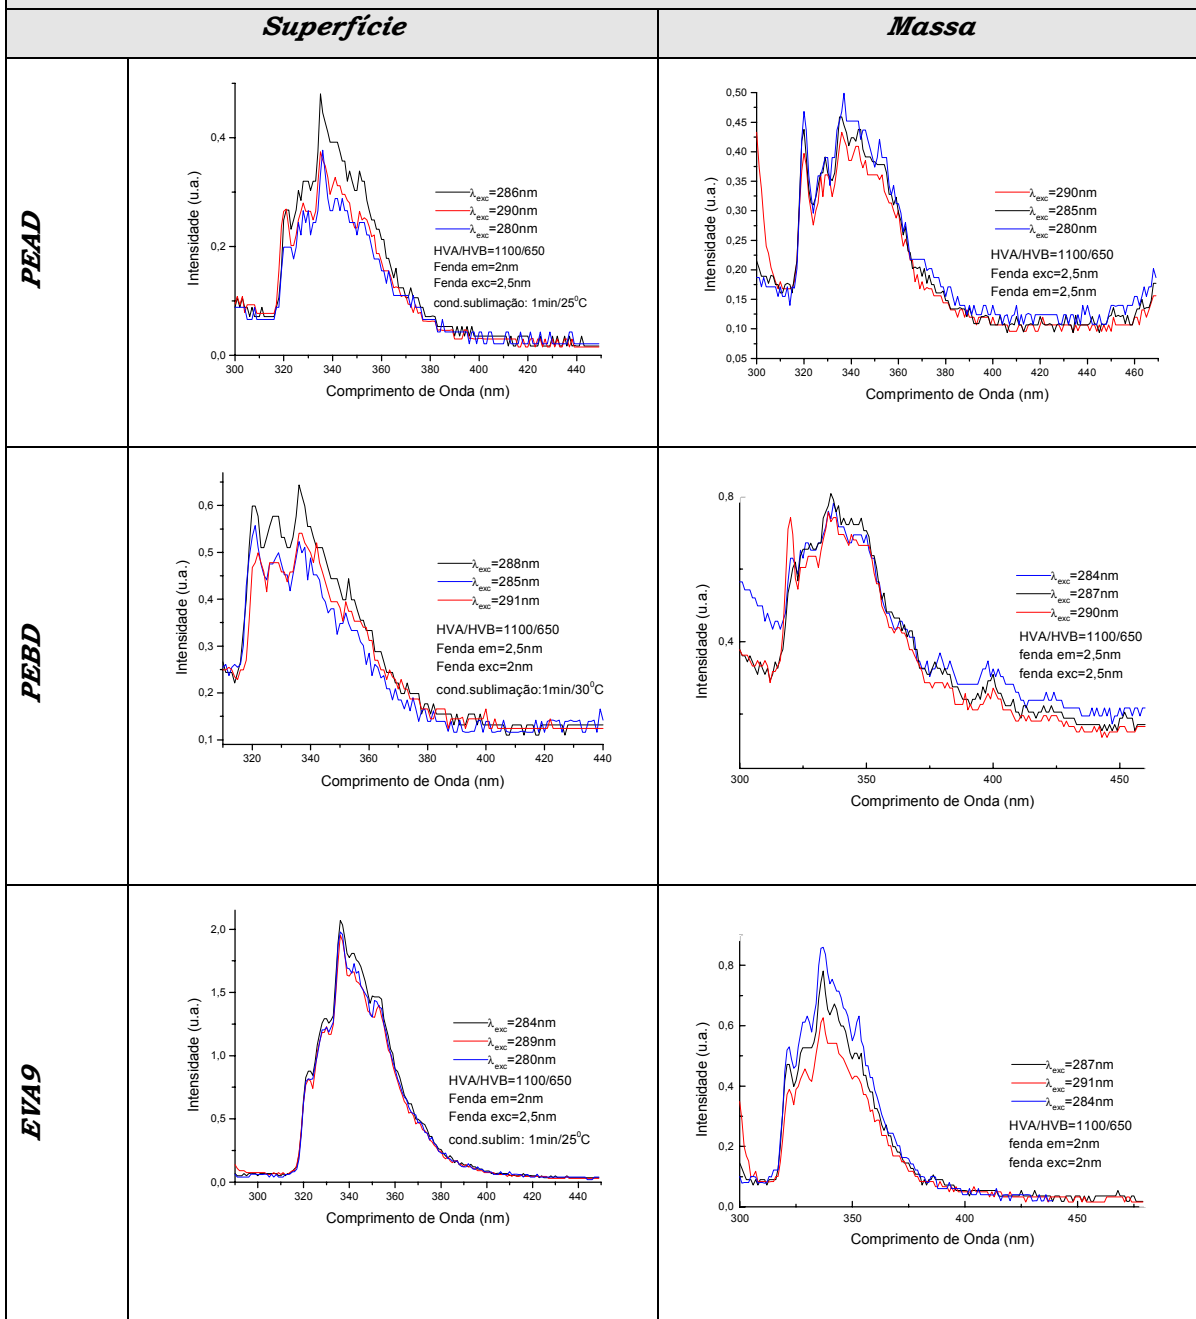 Superfície
Massa
PEAD
0,4
0,2
0,0
300 320 340 360 380 400 420 440
Intensidade (u.a.)
Comprimento de Onda (nm)
λexc=286nm
λexc=290nm
λexc=280nm
HVA/HVB=1100/650
Fenda em=2nm
Fenda exc=2,5nm
cond.sublimação: 1min/25⁰C
0,50
0,45
0,40
0,35
0,30
0,25
0,20
0,15
0,10
0,05
300 320 340 360 380 400 420 440 460
Intensidade (u.a.)
Comprimento de Onda (nm)
λexc=290nm
λexc=285nm
λexc=280nm
HVA/HVB=1100/650
Fenda exc=2,5nm
Fenda em=2,5nm
PEBD
0,6
0,5
0,4
0,3
0,2
0,1
320 340 360 380 400 420 440
Intensidade (u.a.)
Comprimento de Onda (nm)
λexc=288nm
λexc=285nm
λexc=291nm
HVA/HVB=1100/650
Fenda em=2,5nm
Fenda exc=2nm
cond.sublimação:1min/30⁰C
0,8
0,4
300 350 400 450
Intensidade (u.a.)
Comprimento de Onda (nm)
λexc=284nm
λexc=287nm
λexc=290nm
HVA/HVB=1100/650
fenda em=2,5nm
fenda exc=2,5nm
EVA9
2,0
1,5
1,0
0,5
0,0
300 320 340 360 380 400 420 440
Intensidade (u.a.)
Comprimento de Onda (nm)
λexc=284nm
λexc=289nm
λexc=280nm
HVA/HVB=1100/650
Fenda em=2nm
Fenda exc=2,5nm
cond.sublim: 1min/25⁰C
0,8
0,6
0,4
0,2
0,0
300 350 400 450
Intensidade (u.a.)
Comprimento de Onda (nm)
λexc=287nm
λexc=291nm
λexc=284nm
HVA/HVB=1100/650
fenda em=2nm
fenda exc=2nm